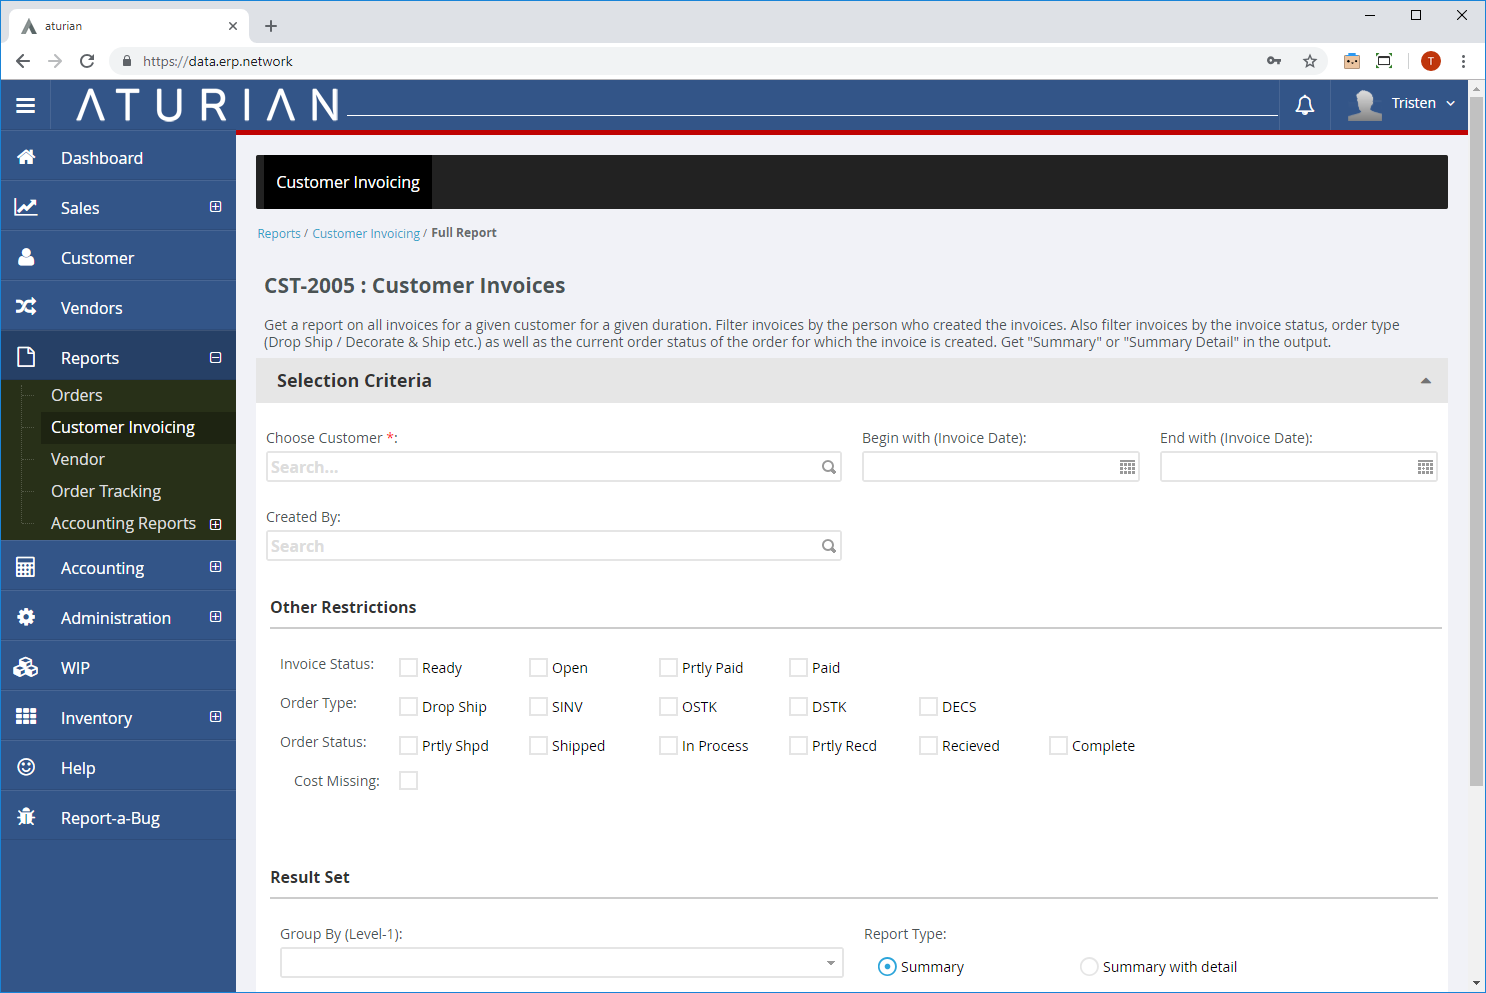 aturian
https://data.erp.network
T
ATURIAN
Tristen
Dashboard
Sales
Customer
Vendors
Reports
Orders
Customer Invoicing
Vendor
Order Tracking
Accounting Reports
Accounting
Administration
WIP
Inventory
Help
Report-a-Bug
Customer Invoicing
Reports / Customer Invoicing / Full Report
CST-2005 : Customer Invoices
Get a report on all invoices for a given customer for a given duration. Filter invoices by the person who created the invoices. Also filter invoices by the invoice status, order type
(Drop Ship / Decorate & Ship etc.) as well as the current order status of the order for which the invoice is created. Get "Summary" or "Summary Detail" in the output.
Selection Criteria
Choose Customer *: Begin with (Invoice Date): End with (Invoice Date):
Search...
Created By:
Search
Other Restrictions
Invoice Status: Ready Open Prtly Paid Paid
Order Type: Drop Ship SINV OSTK DSTK DECS
Order Status: Prtly Shpd Shipped In Process Prtly Recd Recieved Complete
Cost Missing:
Result Set
Group By (Level-1): Report Type:
Summary Summary with detail